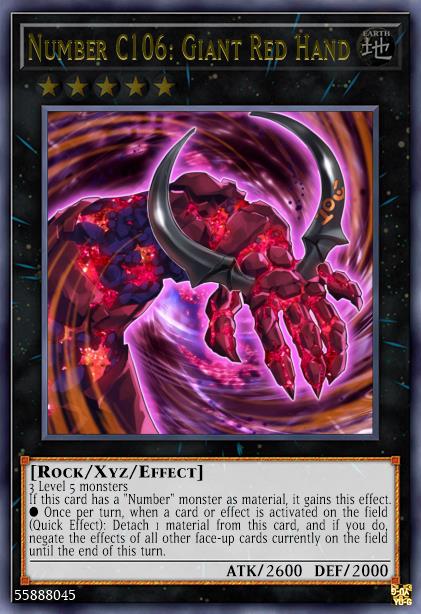 Number C106: Giant Red Hand
EARTH
地
106
[Rock/Xyz/Effect]
3 Level 5 monsters
If this card has a "Number" monster as material, it gains this effect.
● Once per turn, when a card or effect is activated on the field
(Quick Effect): Detach 1 material from this card, and if you do,
negate the effects of all other face-up cards currently on the field
until the end of this turn.
ATK/2600 DEF/2000
55888045